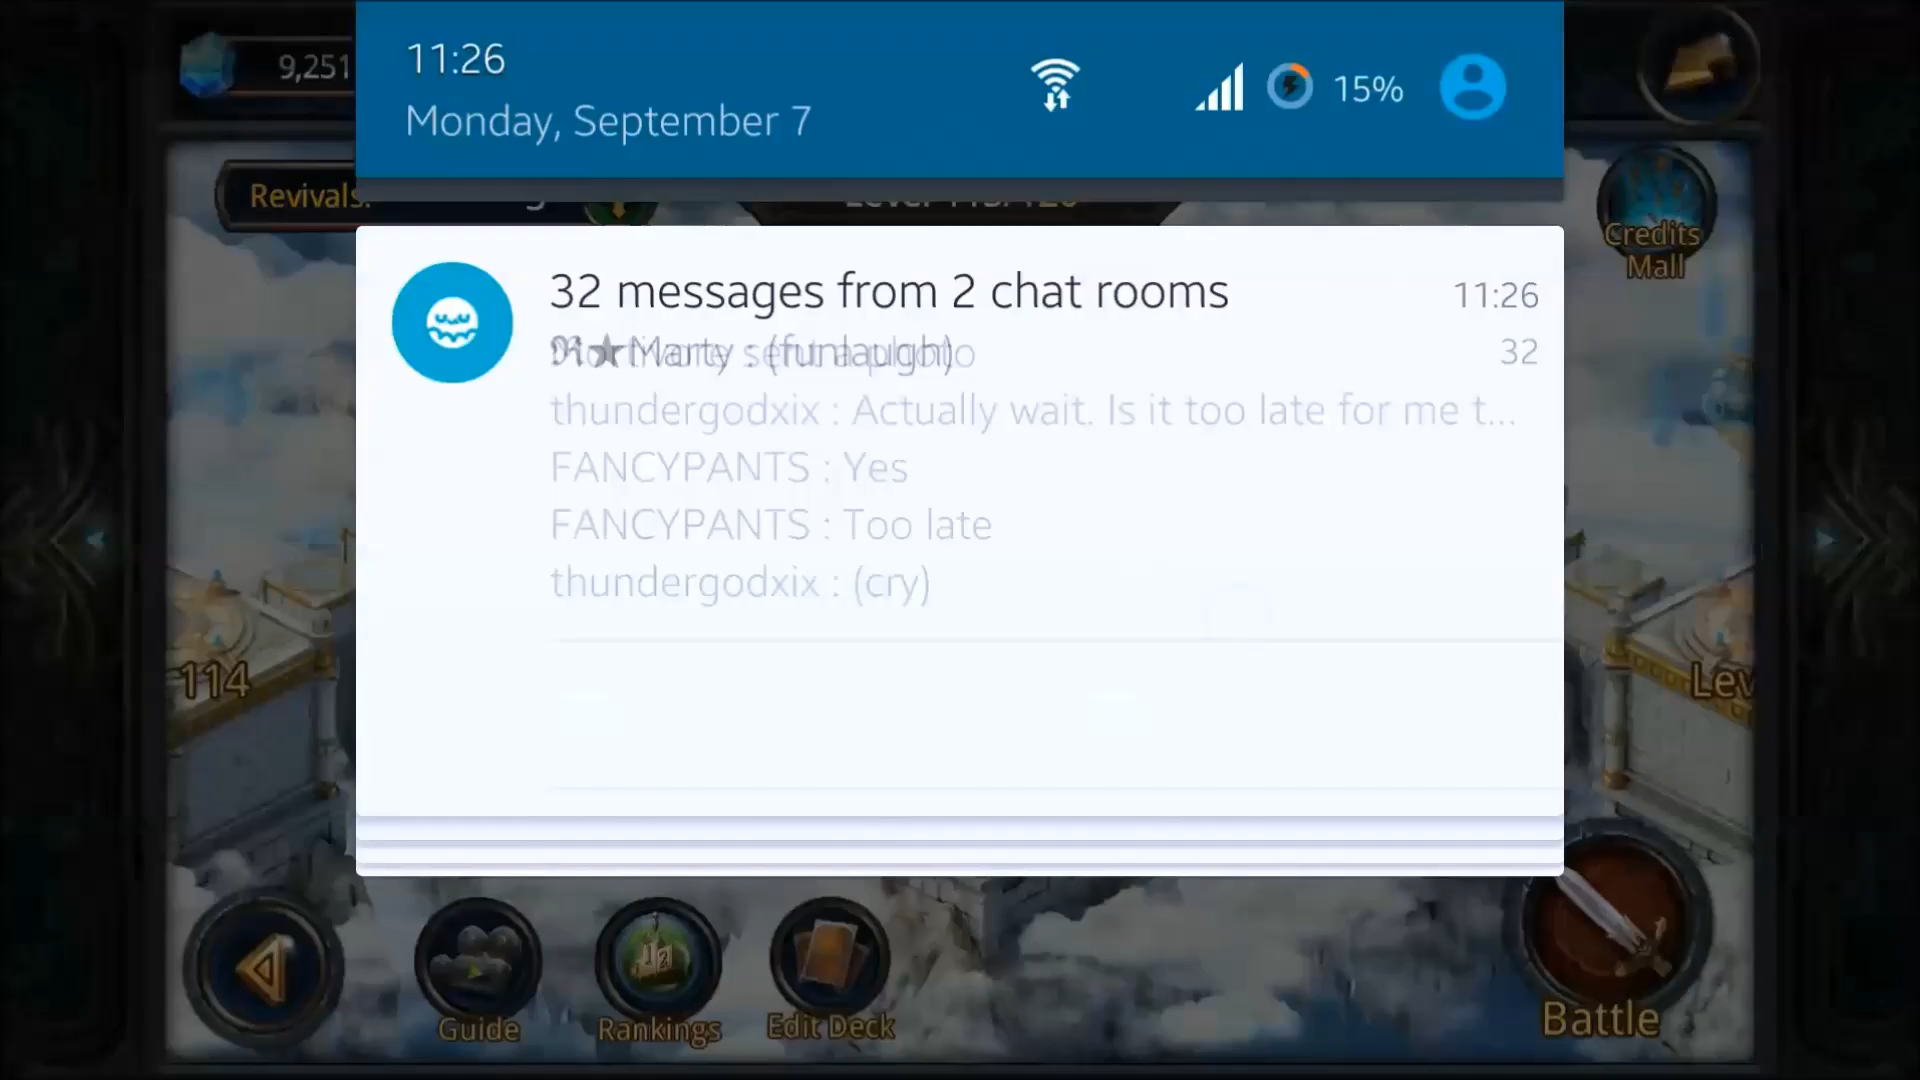 9,251
11:26
15%
Monday, September 7
Revivals:
Credits
Mall
32 messages from 2 chat rooms
11:26
Marty : (funlaugh)
32
thundergodxix : Actually wait. Is it too late for me t...
FANCYPANTS : Yes
FANCYPANTS : Too late
thundergodxix : (cry)
114
Lev
Guide
Rankings
Edit Deck
Battle